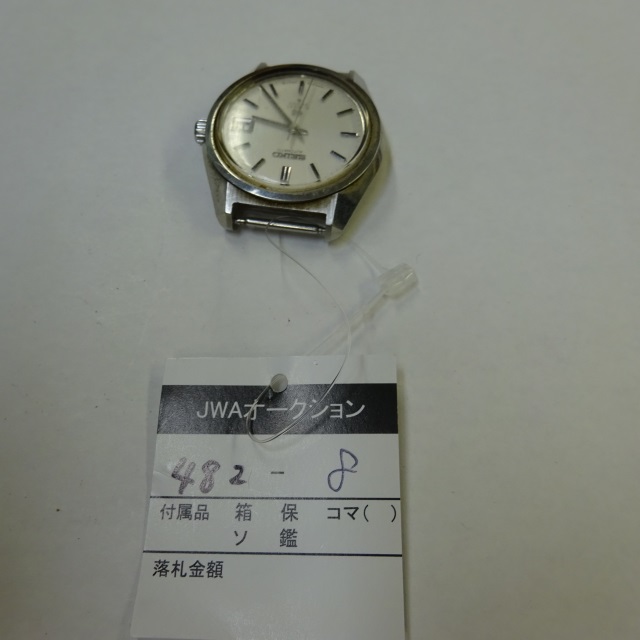 SEIKO
JWAオークション
482 - 8
付属品 箱 保 コマ( )
ソ 鑑
落札金額